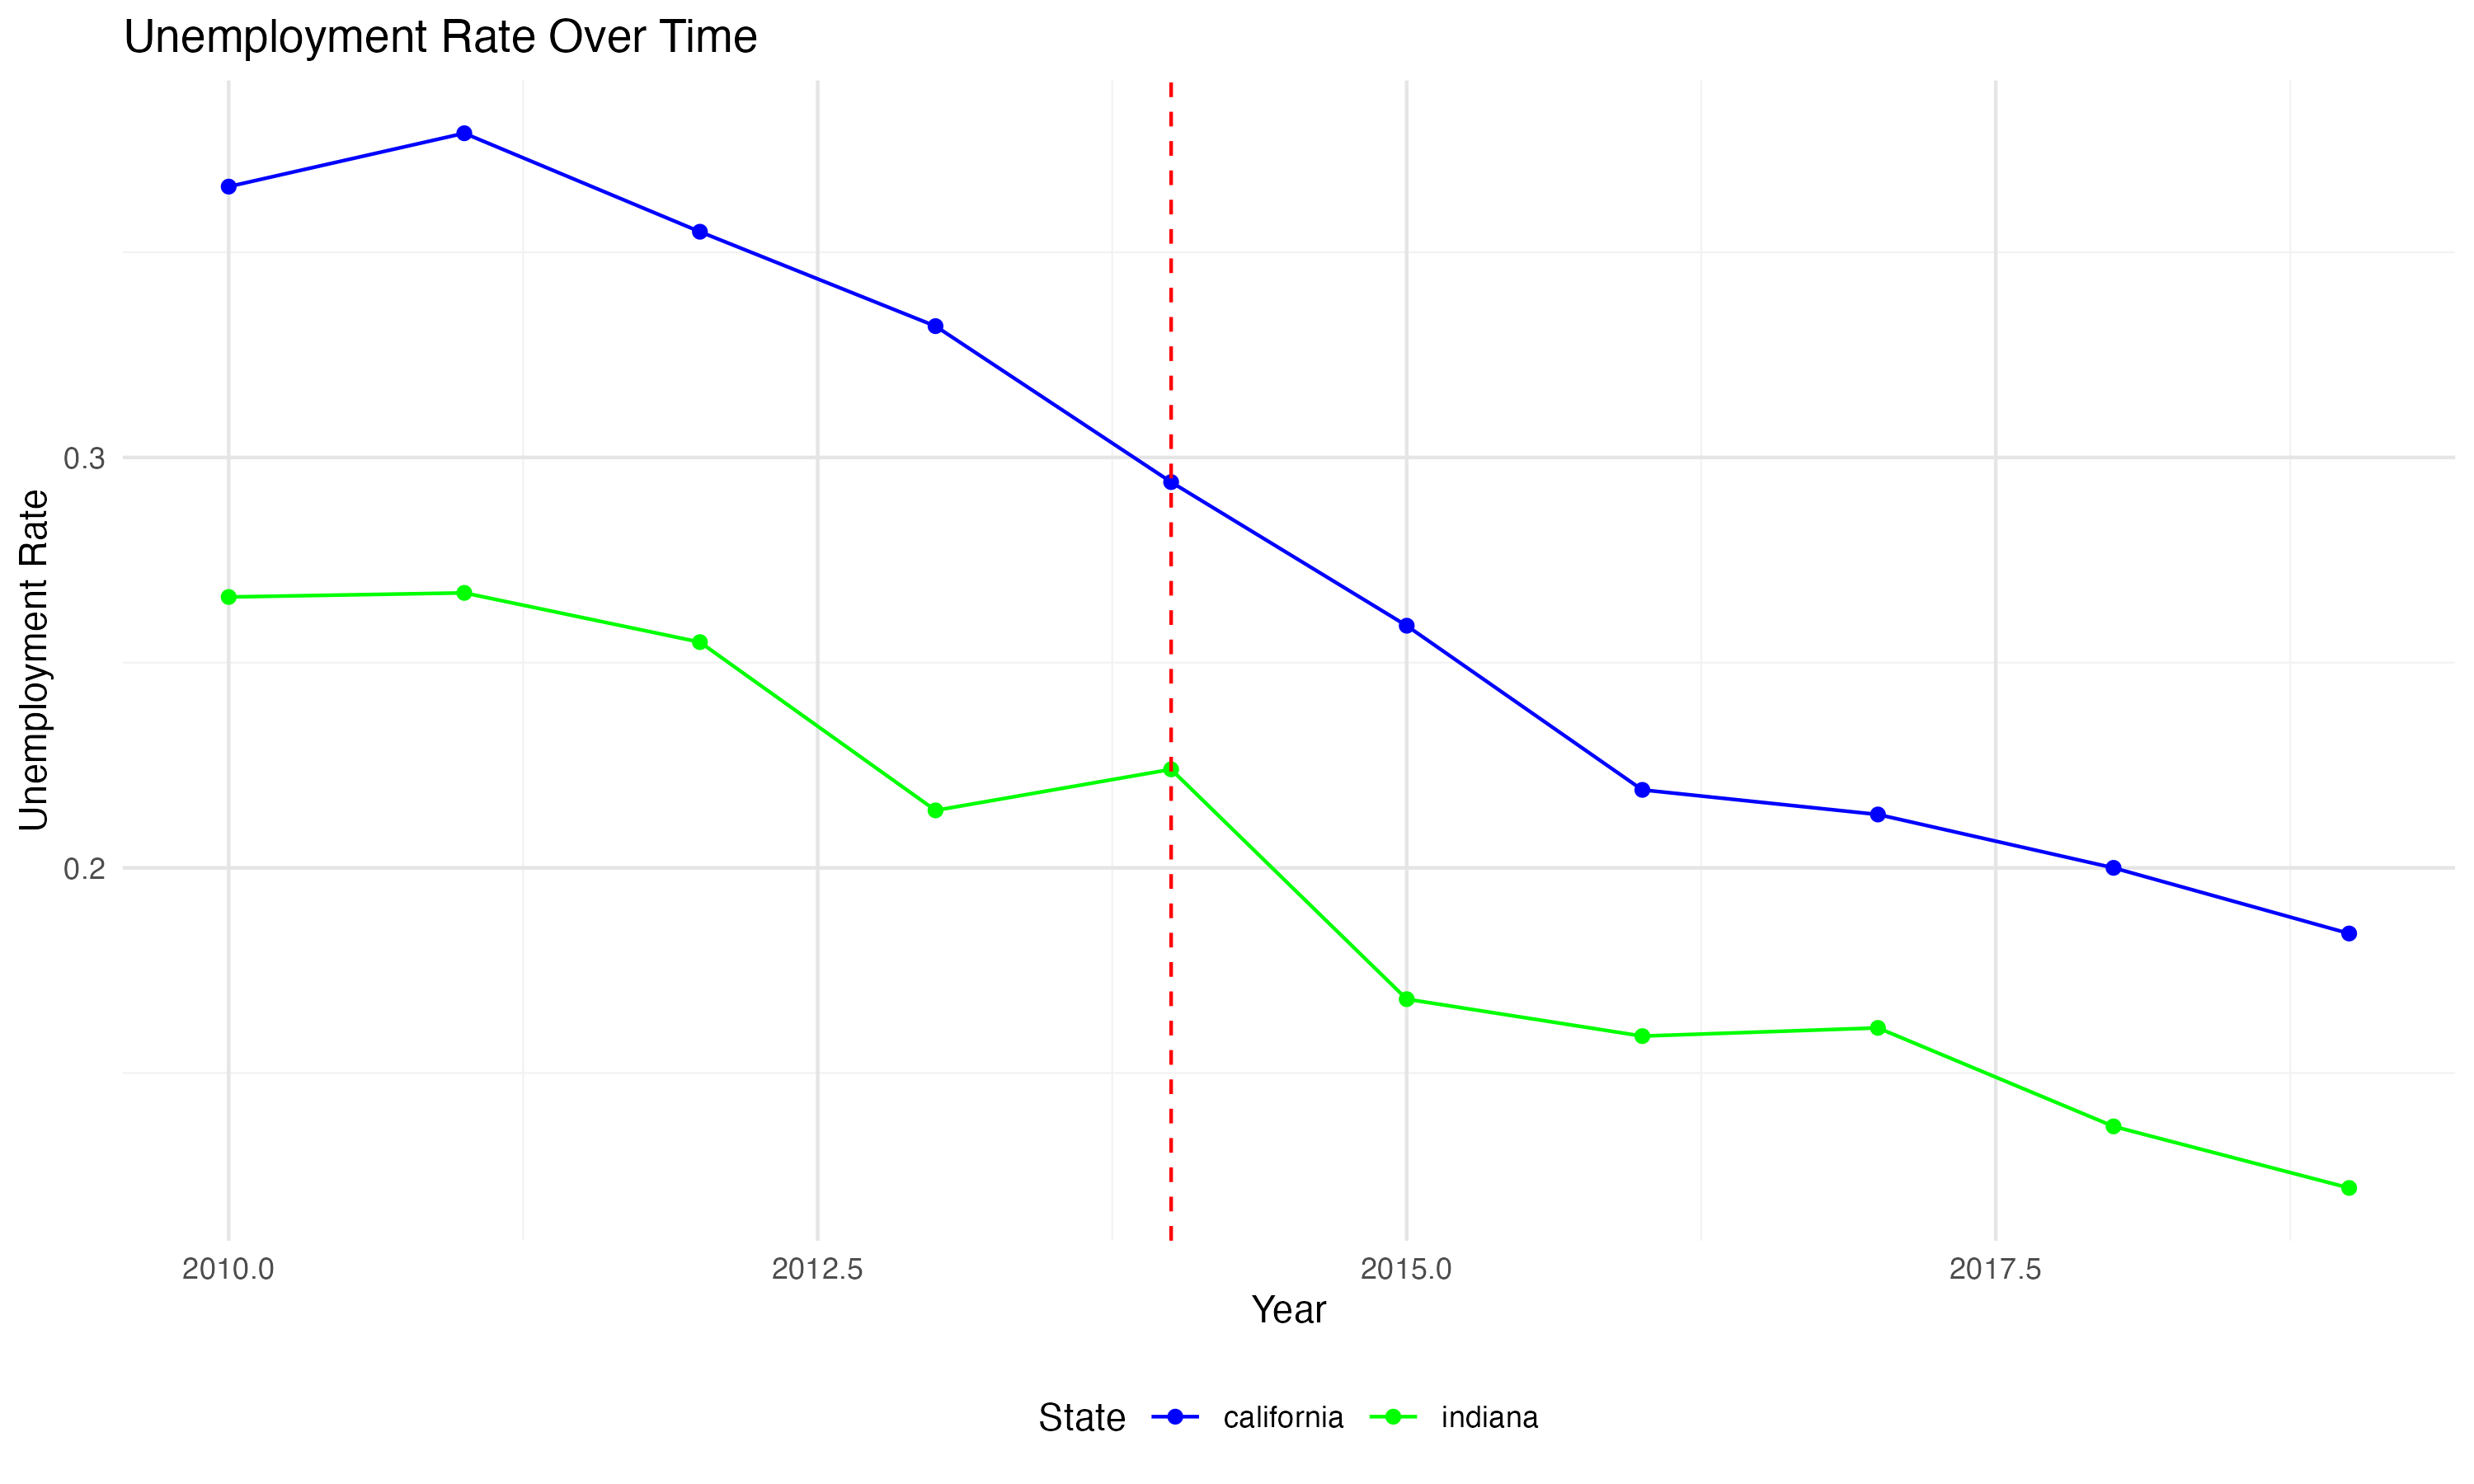 Unemployment Rate Over Time
Unemployment Rate
0.3
0.2
2010.0 2012.5 2015.0 2017.5
Year
State california indiana